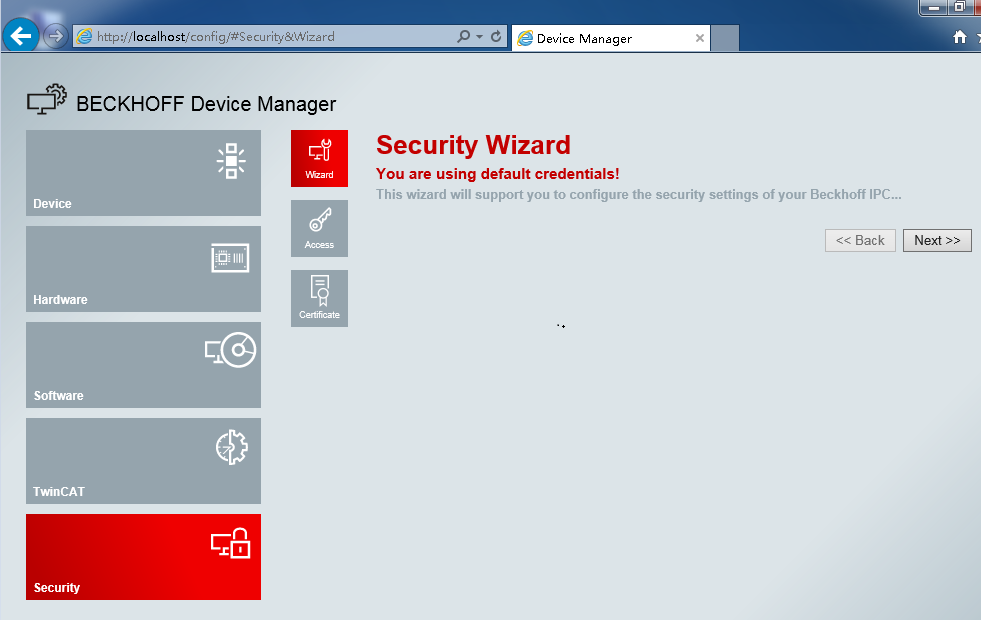 http://localhost/config/#Security&Wizard
Device Manager
BECKHOFF Device Manager
Device
Hardware
Software
TwinCAT
Security
Wizard
Access
Certificate
Security Wizard
You are using default credentials!
This wizard will support you to configure the security settings of your Beckhoff IPC...
<< Back
Next >>